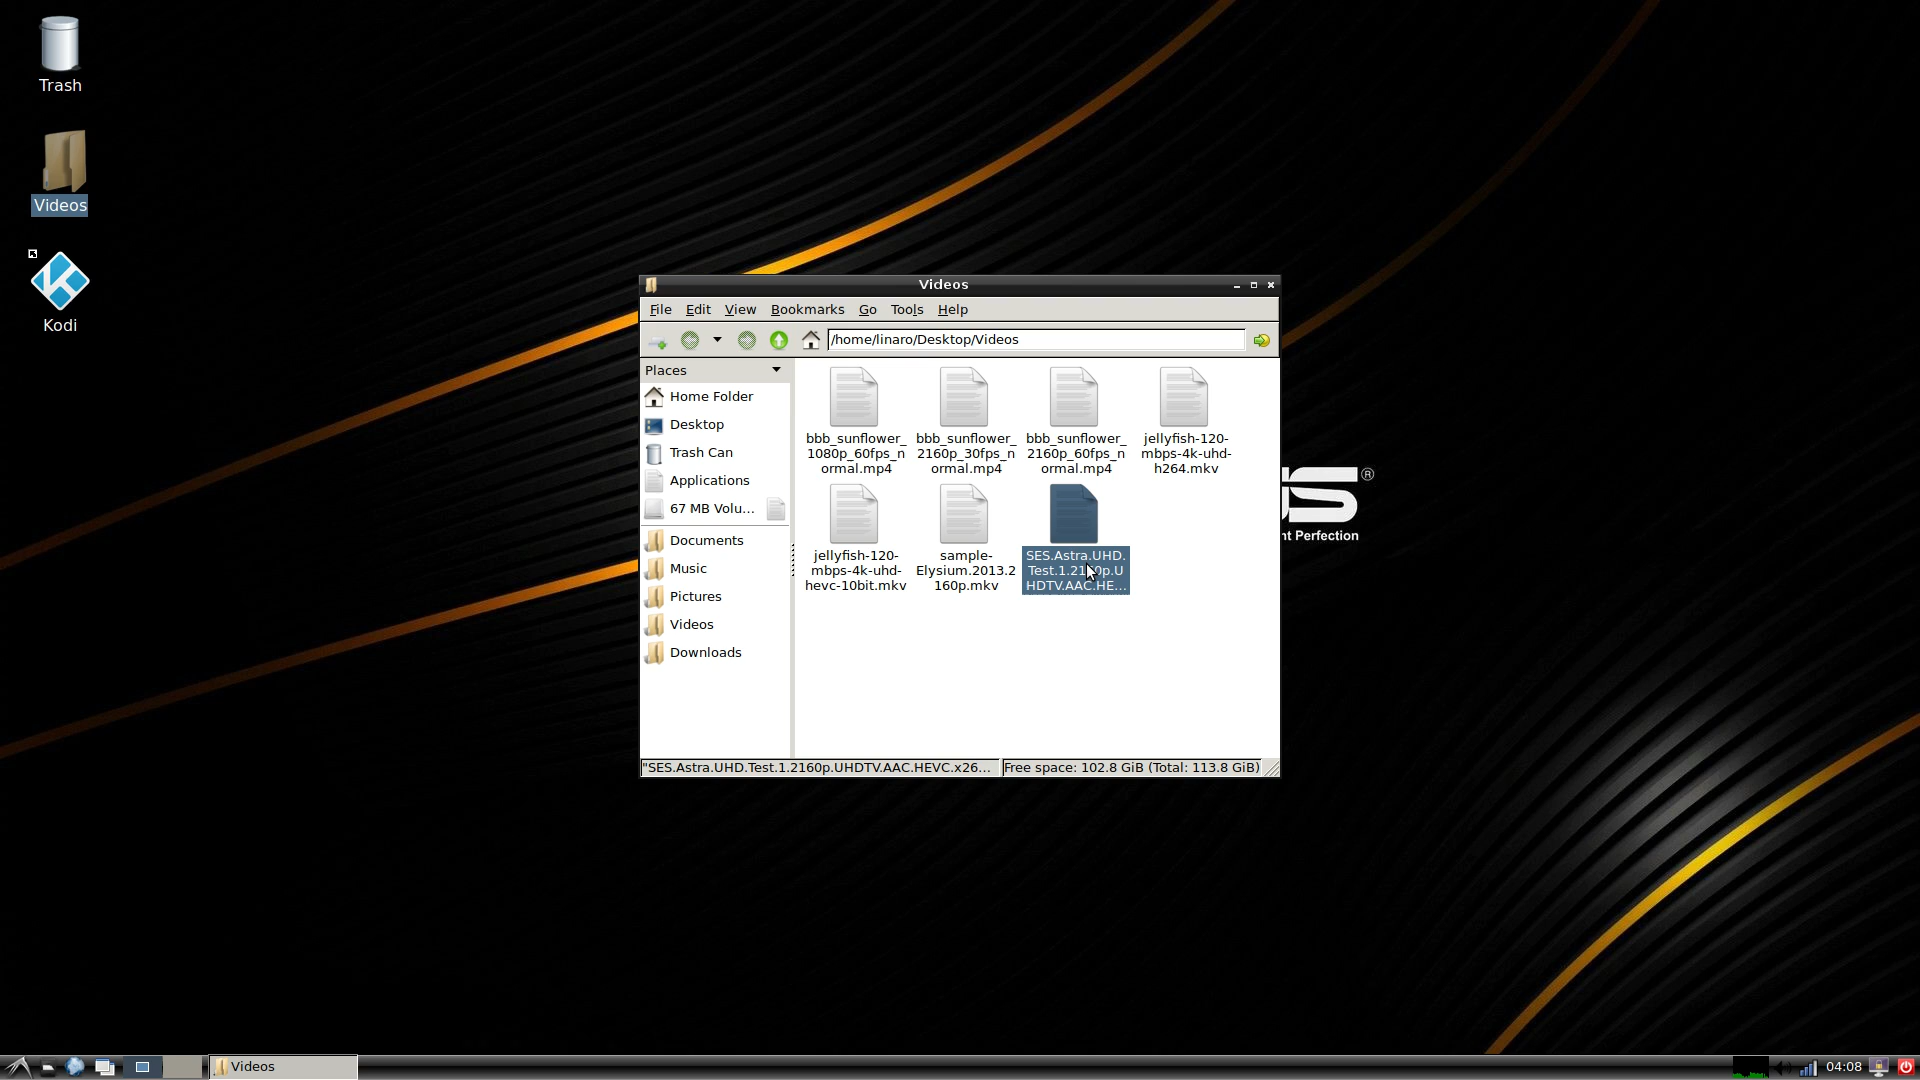 Trash
Videos
Kodi
Videos
File Edit View Bookmarks Go Tools Help
/home/linaro/Desktop/Videos
Places
Home Folder
Desktop
Trash Can
Applications
67 MB Volu...
Documents
Music
Pictures
Videos
Downloads
bbb_sunflower_
1080p_60fps_n
ormal.mp4
bbb_sunflower_
2160p_30fps_n
ormal.mp4
bbb_sunflower_
2160p_60fps_n
ormal.mp4
jellyfish-120-
mbps-4k-uhd-
h264.mkv
jellyfish-120-
mbps-4k-uhd-
hevc-10bit.mkv
sample-
Elysium.2013.2
160p.mkv
SES.Astra.UHD.
Test.1.2160p.U
HDTV.AAC.HE...
"SES.Astra.UHD.Test.1.2160p.UHDTV.AAC.HEVC.x26...
Free space: 102.8 GiB (Total: 113.8 GiB)
®
Perfection
Videos
04:08